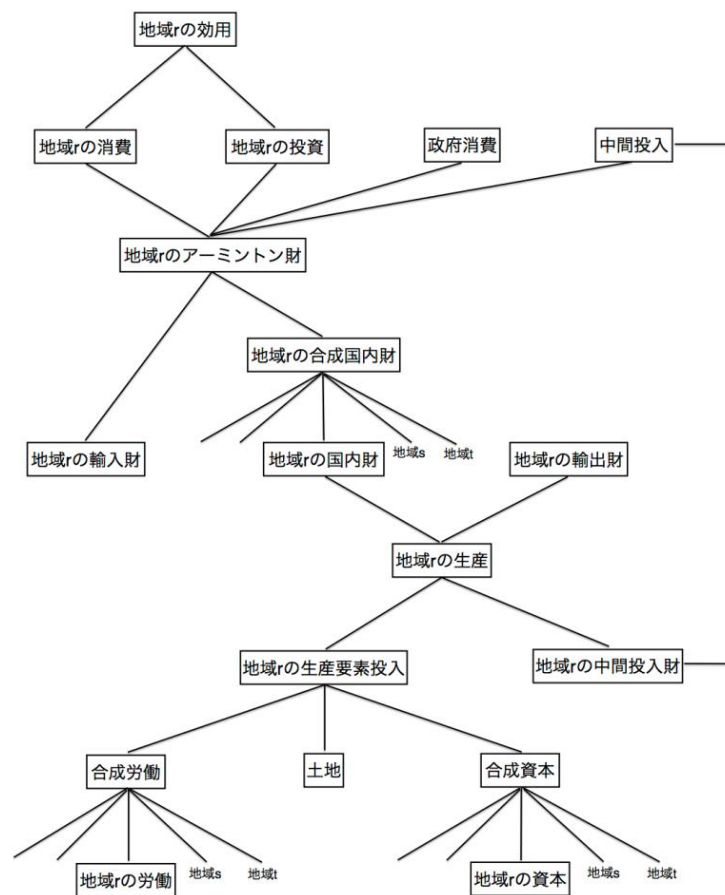 地域rの効用
地域rの消費
地域rの投資
政府消費
中間投入
地域rのアーミントン財
地域rの合成国内財
地域rの輸入財
地域rの国内財
地域s
地域t
地域rの輸出財
地域rの生産
地域rの生産要素投入
地域rの中間投入財
合成労働
土地
合成資本
地域rの労働
地域s
地域t
地域rの資本
地域s
地域t